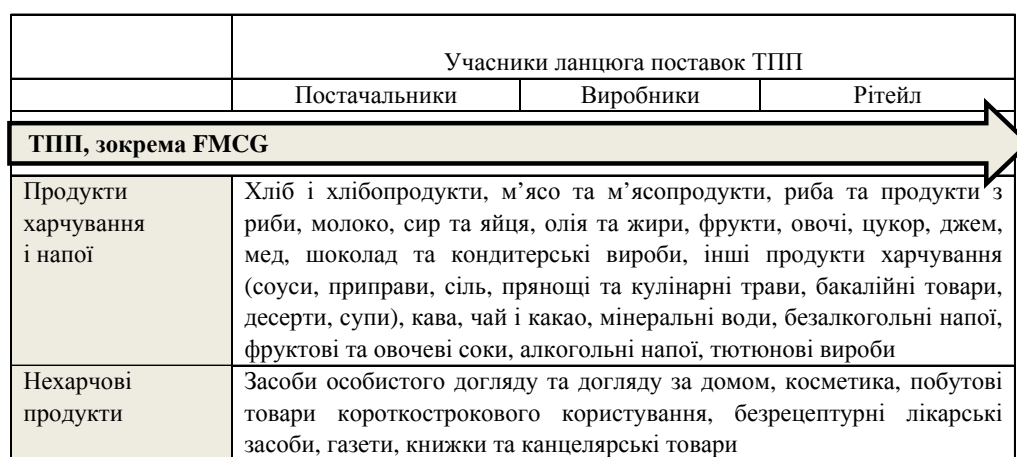 Учасники ланцюга поставок ТПП
Постачальники Виробники Рітейл
ТПП, зокрема FMCG
Продукти харчування і напої
Хліб і хлібопродукти, м’ясо та м’ясопродукти, риба та продукти з
риби, молоко, сир та яйця, олія та жири, фрукти, овочі, цукор, джем,
мед, шоколад та кондитерські вироби, інші продукти харчування
(соуси, приправи, сіль, прянощі та кулінарні трави, бакалійні товари,
десерти, супи), кава, чай і какао, мінеральні води, безалкогольні напої,
фруктові та овочеві соки, алкогольні напої, тютюнові вироби
Нехарчові
продукти
Засоби особистого догляду та догляду за домом, косметика, побутові
товари короткострокового користування, безрецептурні лікарські
засоби, газети, книжки та канцелярські товари